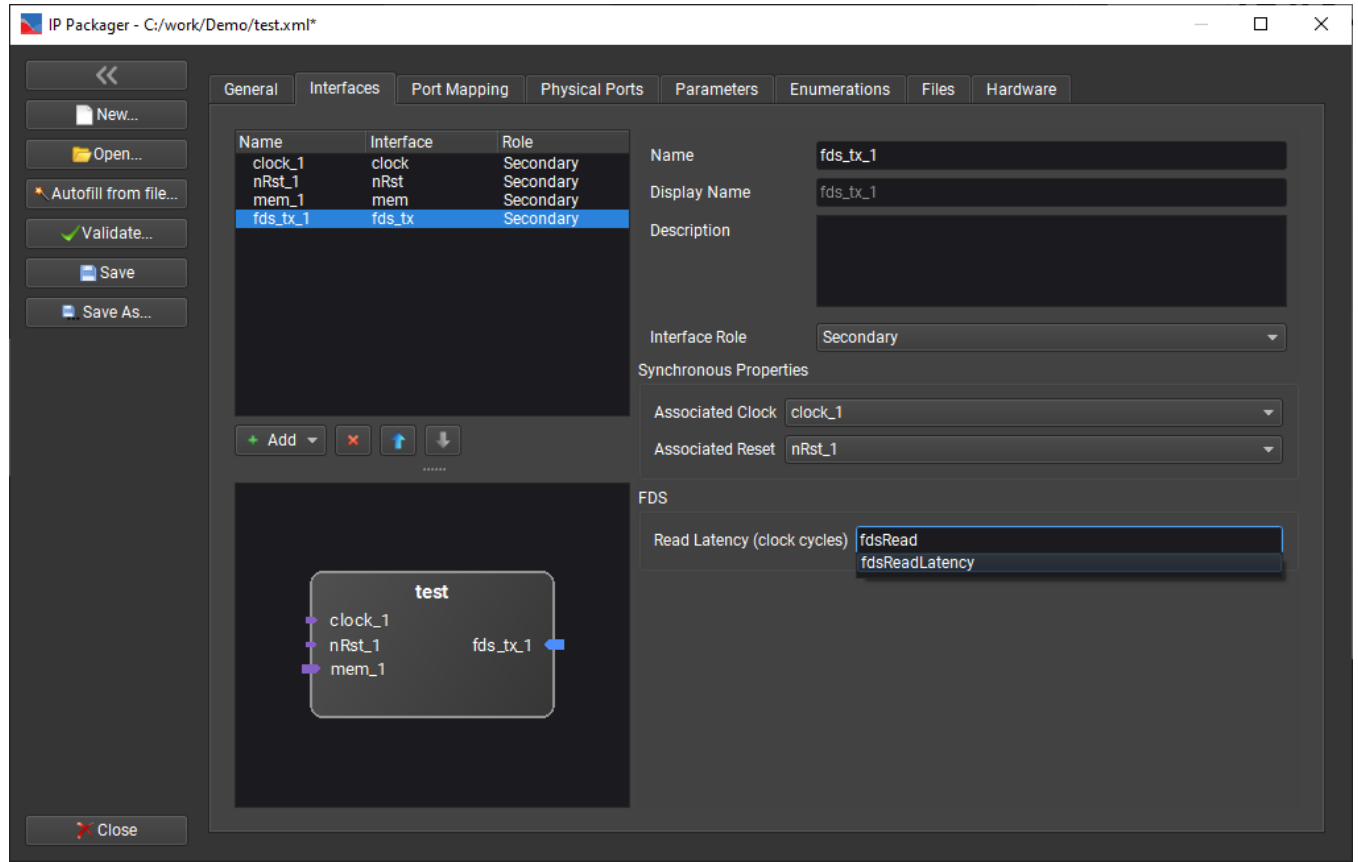 IP Packager - C:/work/Demo/test.xml*
New...
Open...
Autofill from file...
Validate...
Save
Save As...
Close
General Interfaces Port Mapping Physical Ports Parameters Enumerations Files Hardware
Name Interface Role
clock_1 clock Secondary
nRst_1 nRst Secondary
mem_1 mem Secondary
fds_tx_1 fds_tx Secondary
Add
test
clock_1
nRst_1 fds_tx_1
mem_1
Name fds_tx_1
Display Name fds_tx_1
Description
Interface Role Secondary
Synchronous Properties
Associated Clock clock_1
Associated Reset nRst_1
FDS
Read Latency (clock cycles) fdsRead
fdsReadLatency